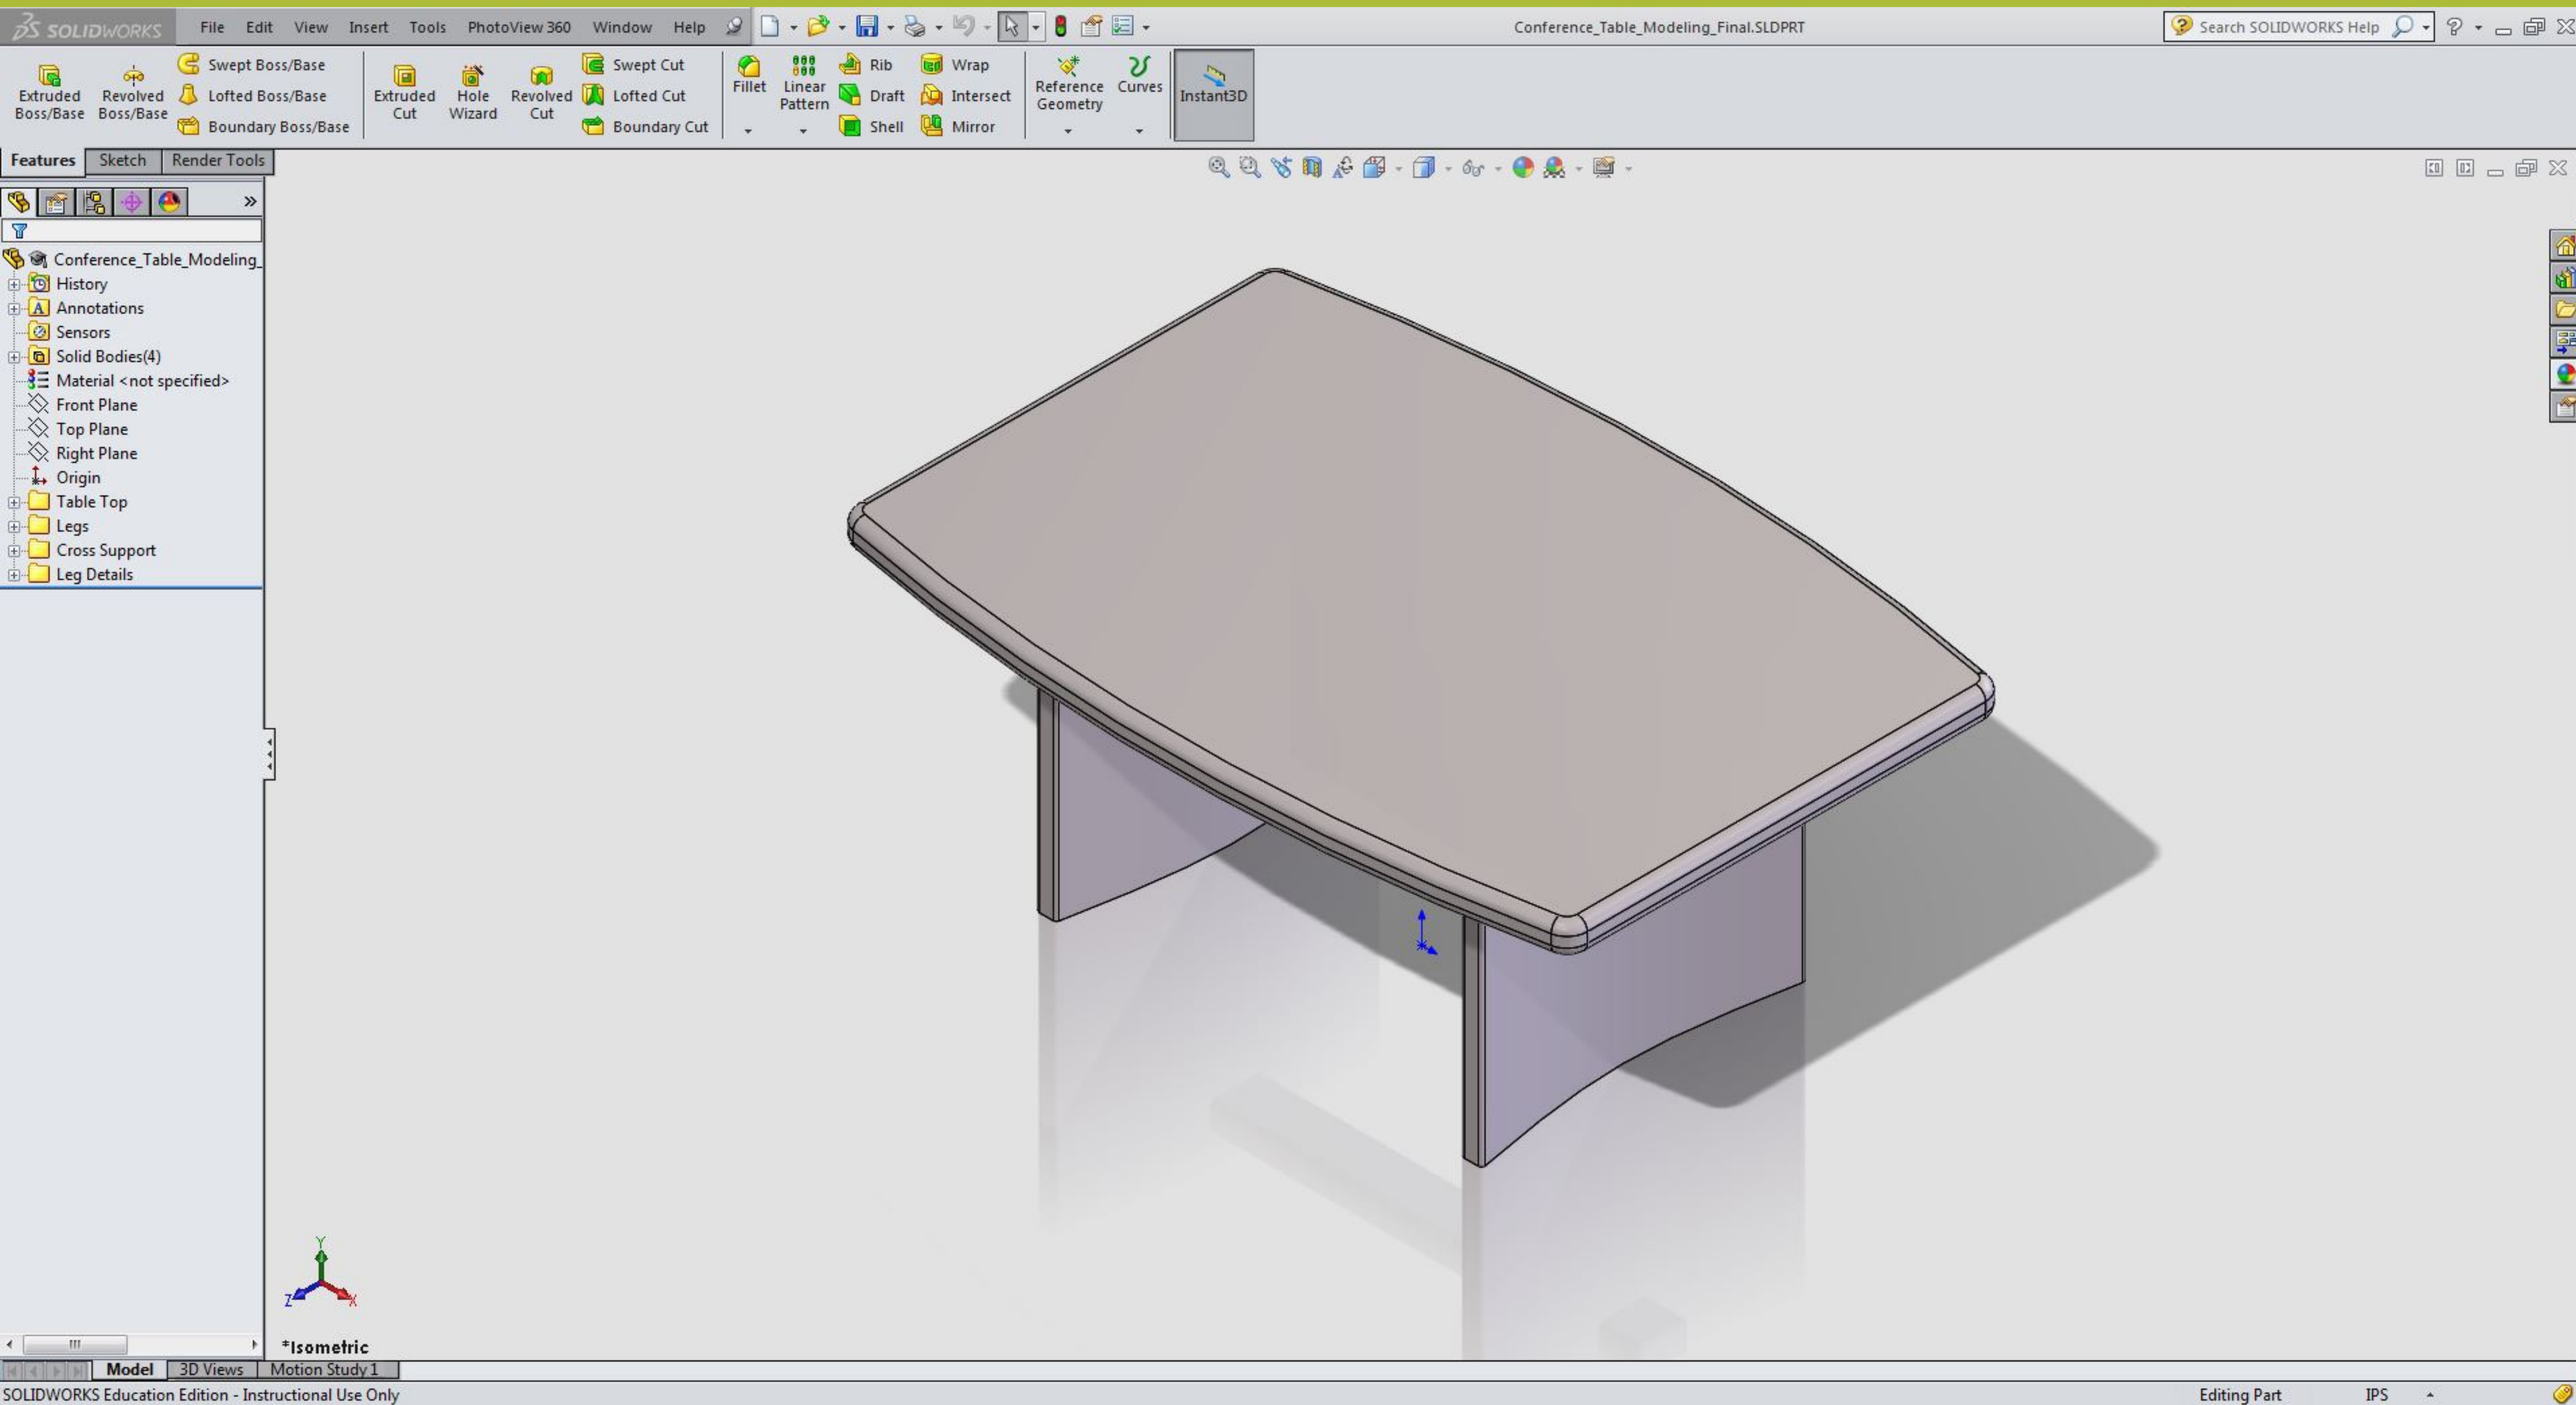 SOLIDWORKS File Edit View Insert Tools PhotoView 360 Window Help Conference_Table_Modeling_Final.SLDPRT Search SOLIDWORKS Help
Extruded Boss/Base
Revolved Boss/Base
Swept Boss/Base
Lofted Boss/Base
Boundary Boss/Base
Extruded Cut
Hole Wizard
Revolved Cut
Swept Cut
Lofted Cut
Boundary Cut
Fillet
Linear Pattern
Rib
Draft
Shell
Wrap
Intersect
Mirror
Reference Geometry
Curves
Instant3D
Features Sketch Render Tools
Conference_Table_Modeling_
History
Annotations
Sensors
Solid Bodies(4)
Material <not specified>
Front Plane
Top Plane
Right Plane
Origin
Table Top
Legs
Cross Support
Leg Details
Y
Z X
*Isometric
Model 3D Views Motion Study 1
SOLIDWORKS Education Edition - Instructional Use Only Editing Part IPS